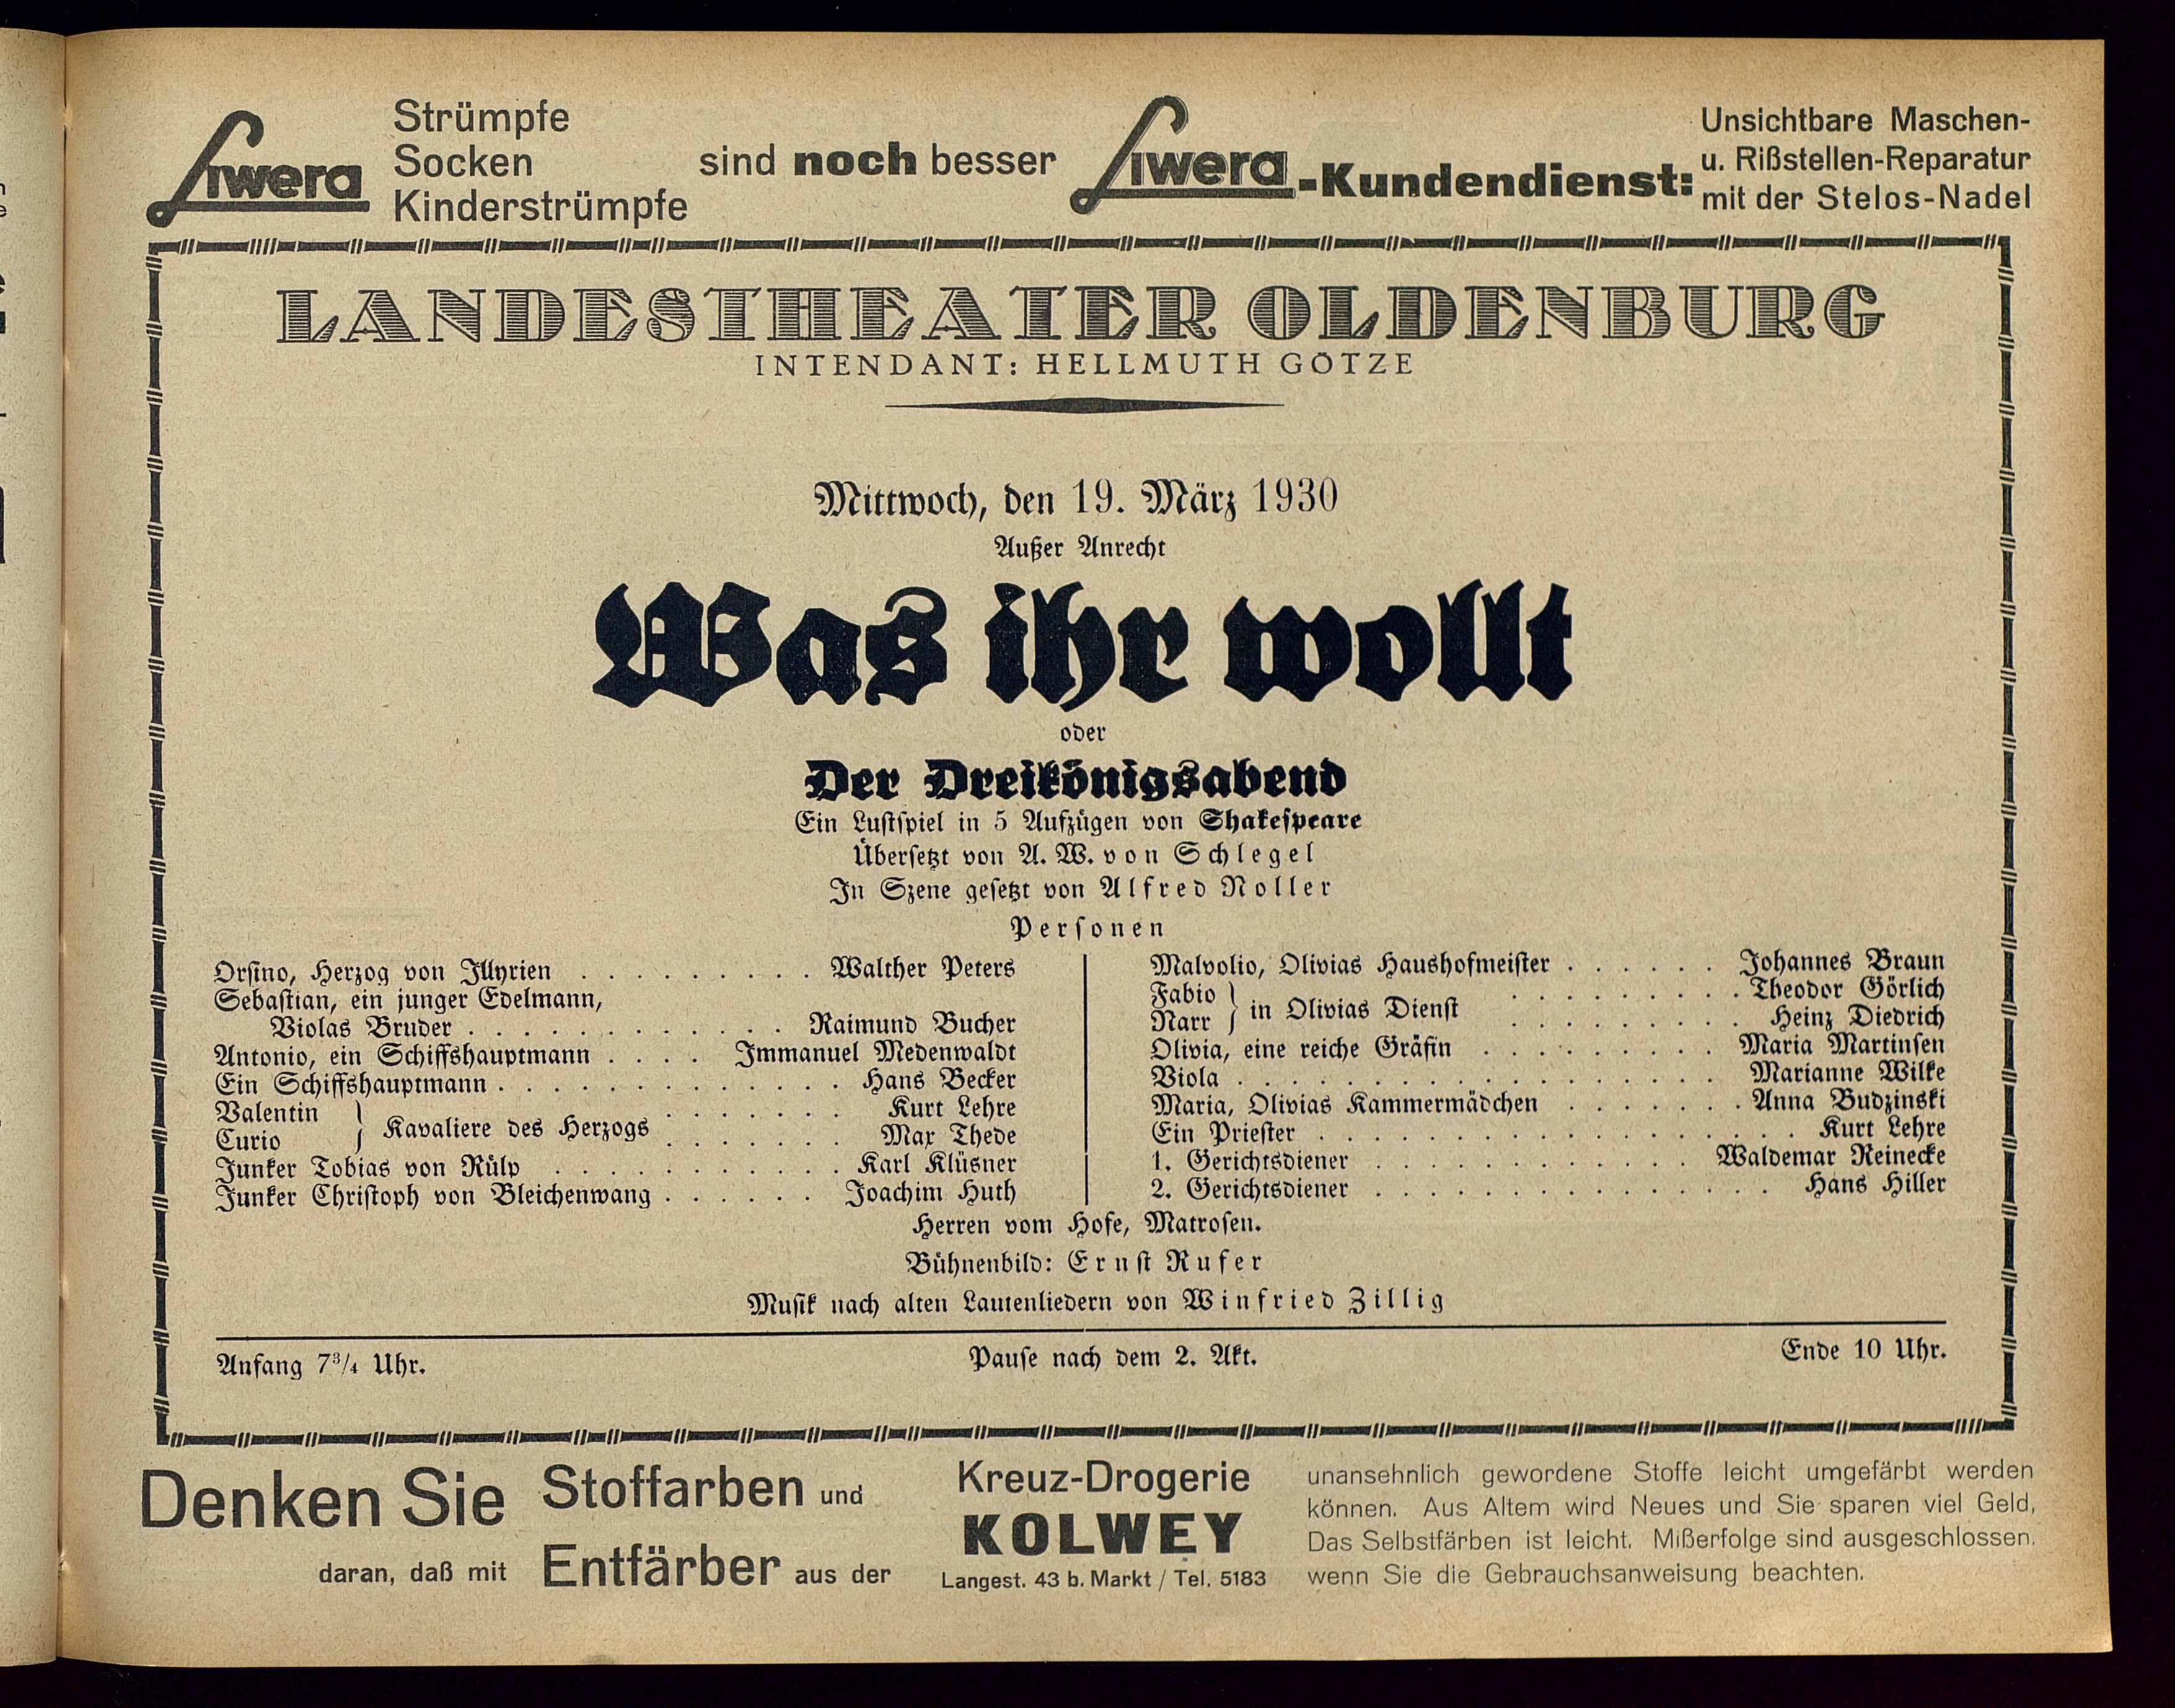 Liwera
Strümpfe
Socken
Kinderstrümpfe
sind noch besser
Liwera-Kundendienst:
Unsichtbare Maschen-
u. Rißstellen-Reparatur
mit der Stelos-Nadel
LANDESTHEATER OLDENBURG
INTENDANT: HELLMUTH GÖTZE
Mittwoch, den 19. März 1930
Außer Anrecht
Was ihr wollt
oder
Der Dreikönigsabend
Ein Lustspiel in 5 Aufzügen von Shakespeare
Übersetzt von A. W. von Schlegel
In Szene gesetzt von Alfred Noller
Personen
Orsino, Herzog von Illyrien . . . . . . . . . Walther Peters
Sebastian, ein junger Edelmann,
Violas Bruder . . . . . . . . . . . . Raimund Bucher
Antonio, ein Schiffshauptmann . . . . Immanuel Medenwaldt
Ein Schiffshauptmann . . . . . . . . . . . . . Hans Becker
Valentin } Kavaliere des Herzogs . . . . . . . Kurt Lehre
Curio } . . . . . . . Max Thede
Junker Tobias von Rülp . . . . . . . . . . . Karl Klüsner
Junker Christoph von Bleichenwang . . . . . . Joachim Huth
Malvolio, Olivias Haushofmeister . . . . . . Johannes Braun
Fabio } in Olivias Dienst . . . . . . . . . Theodor Görlich
Narr } . . . . . . . . . Heinz Diedrich
Olivia, eine reiche Gräfin . . . . . . . . . Maria Martinsen
Viola . . . . . . . . . . . . . . . . . . Marianne Wilke
Maria, Olivias Kammermädchen . . . . . . . Anna Budzinski
Ein Priester . . . . . . . . . . . . . . . . . . Kurt Lehre
1. Gerichtsdiener . . . . . . . . . . . . Waldemar Reinecke
2. Gerichtsdiener . . . . . . . . . . . . . . . Hans Hiller
Herren vom Hofe, Matrosen.
Bühnenbild: Ernst Rufer
Musik nach alten Lautenliedern von Winfried Zillig
Anfang 7¾ Uhr. Pause nach dem 2. Akt. Ende 10 Uhr.
Denken Sie
daran, daß mit
Stoffarben und
Entfärber aus der
Kreuz-Drogerie
KOLWEY
Langest. 43 b. Markt / Tel. 5183
unansehnlich gewordene Stoffe leicht umgefärbt werden
können. Aus Altem wird Neues und Sie sparen viel Geld,
Das Selbstfärben ist leicht. Mißerfolge sind ausgeschlossen.
wenn Sie die Gebrauchsanweisung beachten.